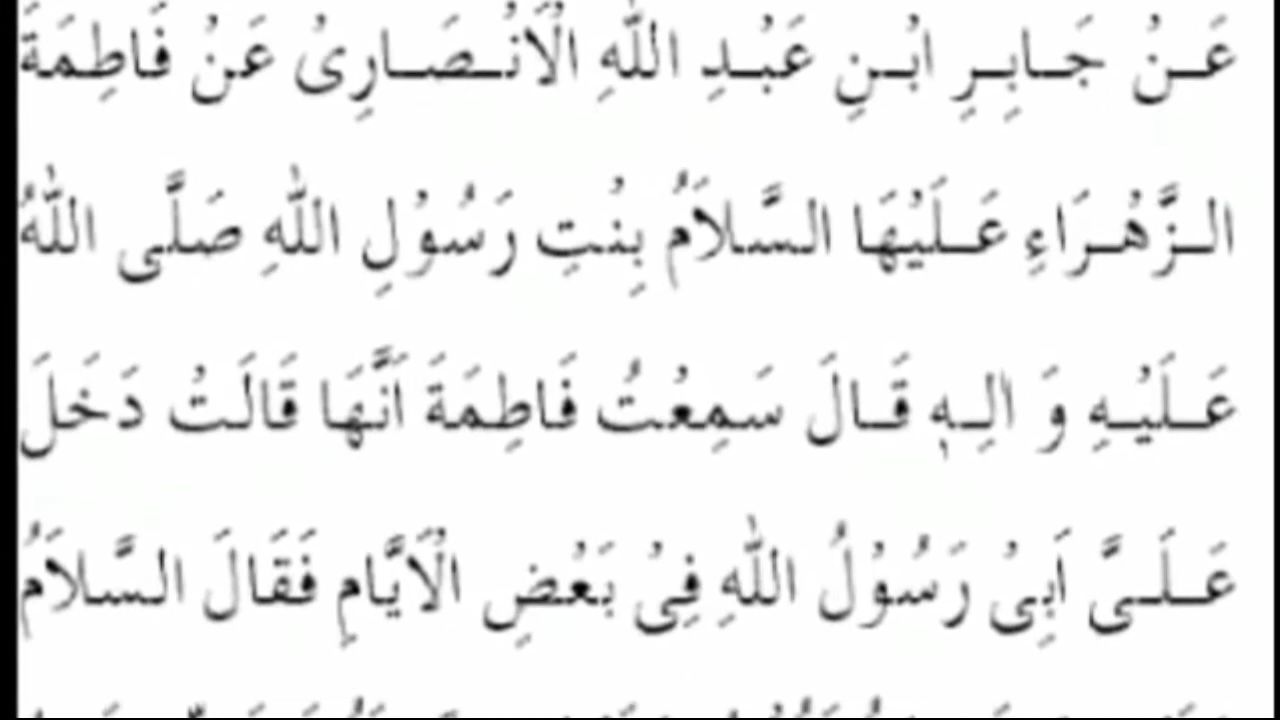 عَنْ جَابِرِ ابْنِ عَبْدِ اللّٰهِ الْاَنْصَارِیْ عَنْ فَاطِمَةَ
الزَّهْرَاءِ عَلَيْهَا السَّلَامُ بِنْتِ رَسُوْلِ اللّٰهِ صَلَّى اللّٰهُ
عَلَيْهِ وَ اٰلِهٖ قَالَ سَمِعْتُ فَاطِمَةَ اَنَّهَا قَالَتْ دَخَلَ
عَلَىَّ اَبِیْ رَسُوْلُ اللّٰهِ فِیْ بَعْضِ الْاَيَّامِ فَقَالَ السَّلَامُ